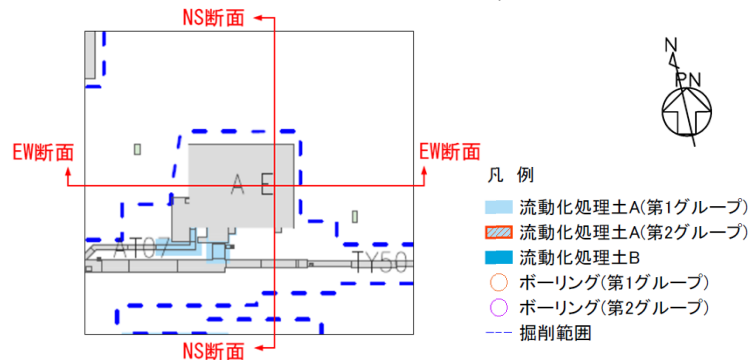 NS断面
EW断面
EW断面
A E
AT07
TY50
NS断面
N
PN
凡 例
流動化処理土A(第1グループ)
流動化処理土A(第2グループ)
流動化処理土B
ボーリング(第1グループ)
ボーリング(第2グループ)
掘削範囲